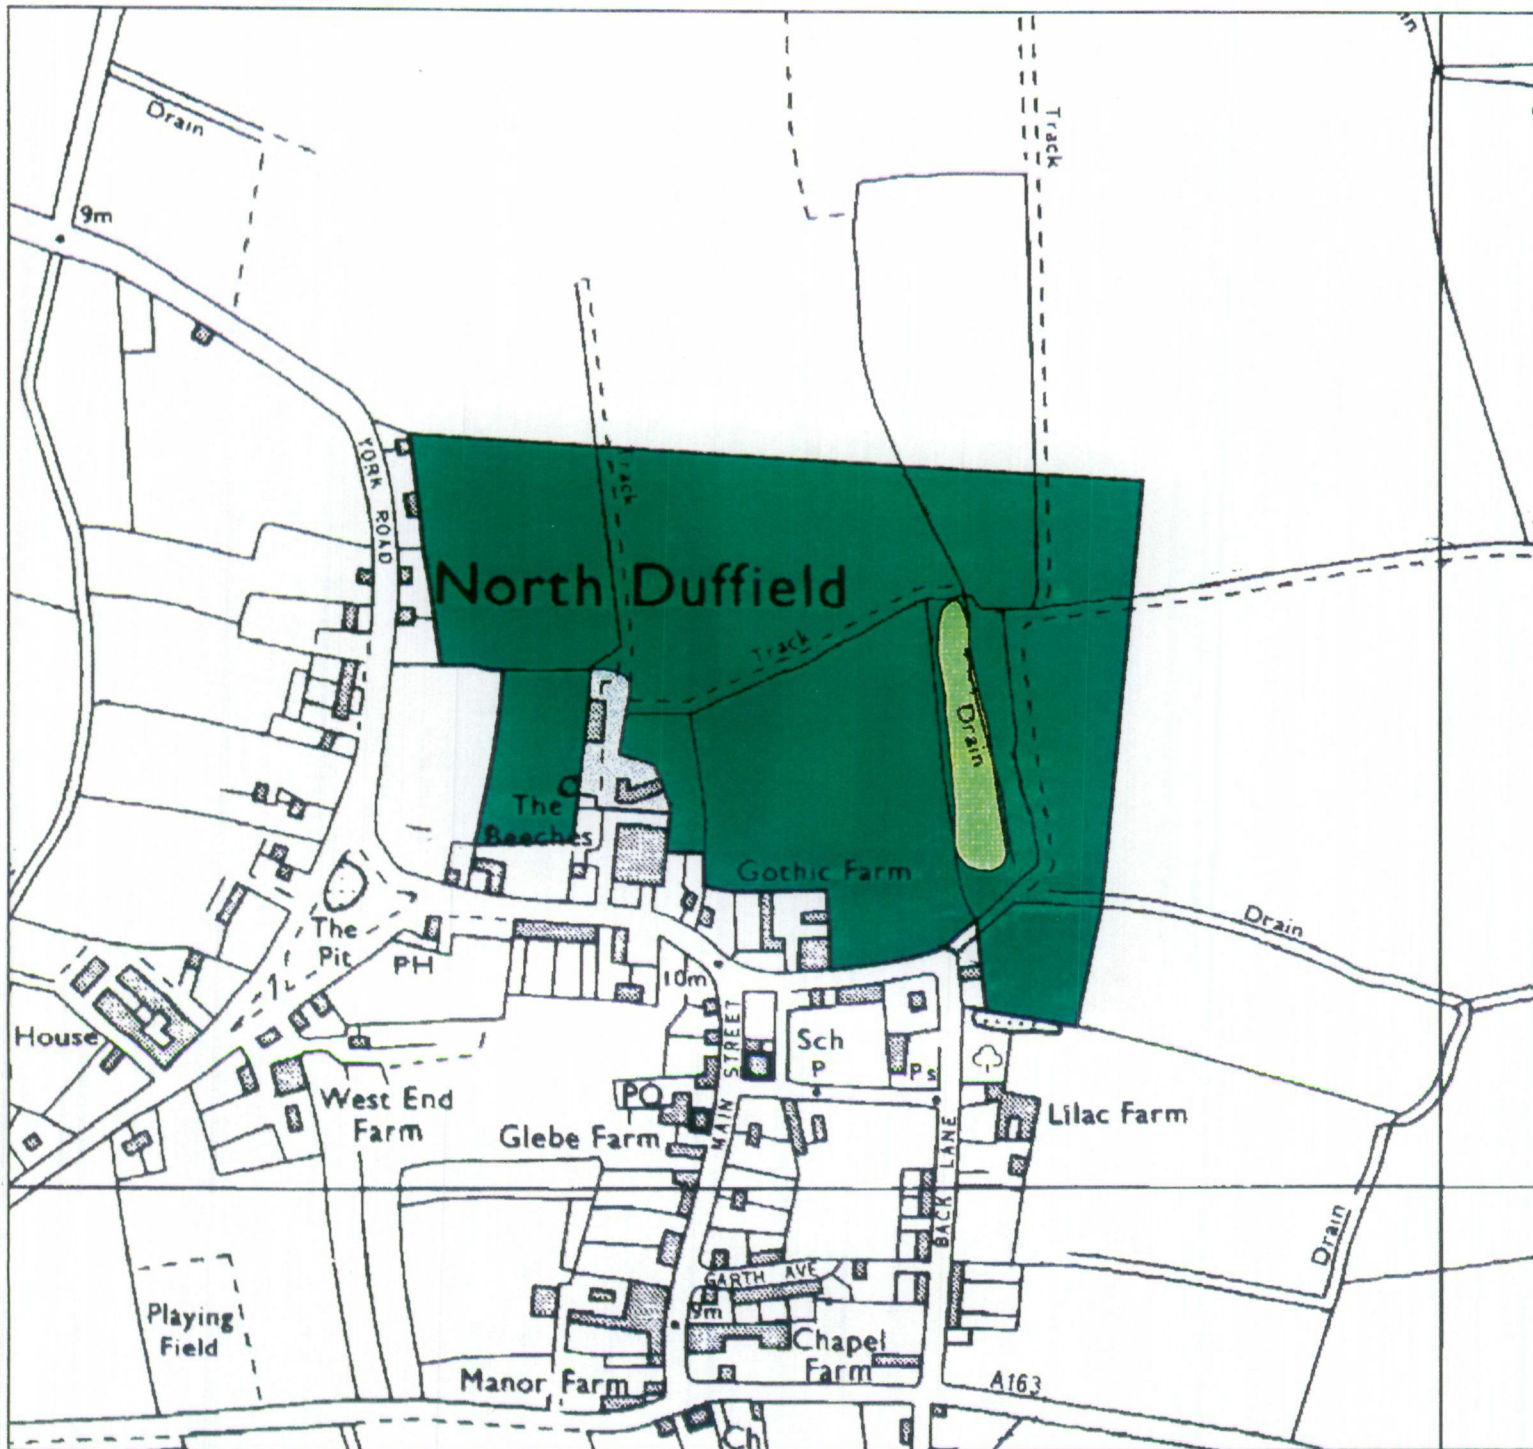 Drain
Track
9m
YORK ROAD
Track
North Duffield
Track
Drain
The
Beeches
Gothic Farm
Drain
The
Pit
PH
10m
House
MAIN STREET
Sch
P
PS
PO
West End
Farm
Glebe Farm
Lilac Farm
BACK LANE
Drain
GARTH AVE
9m
Playing
Field
Chapel
Farm
Manor Farm
A163
Ch